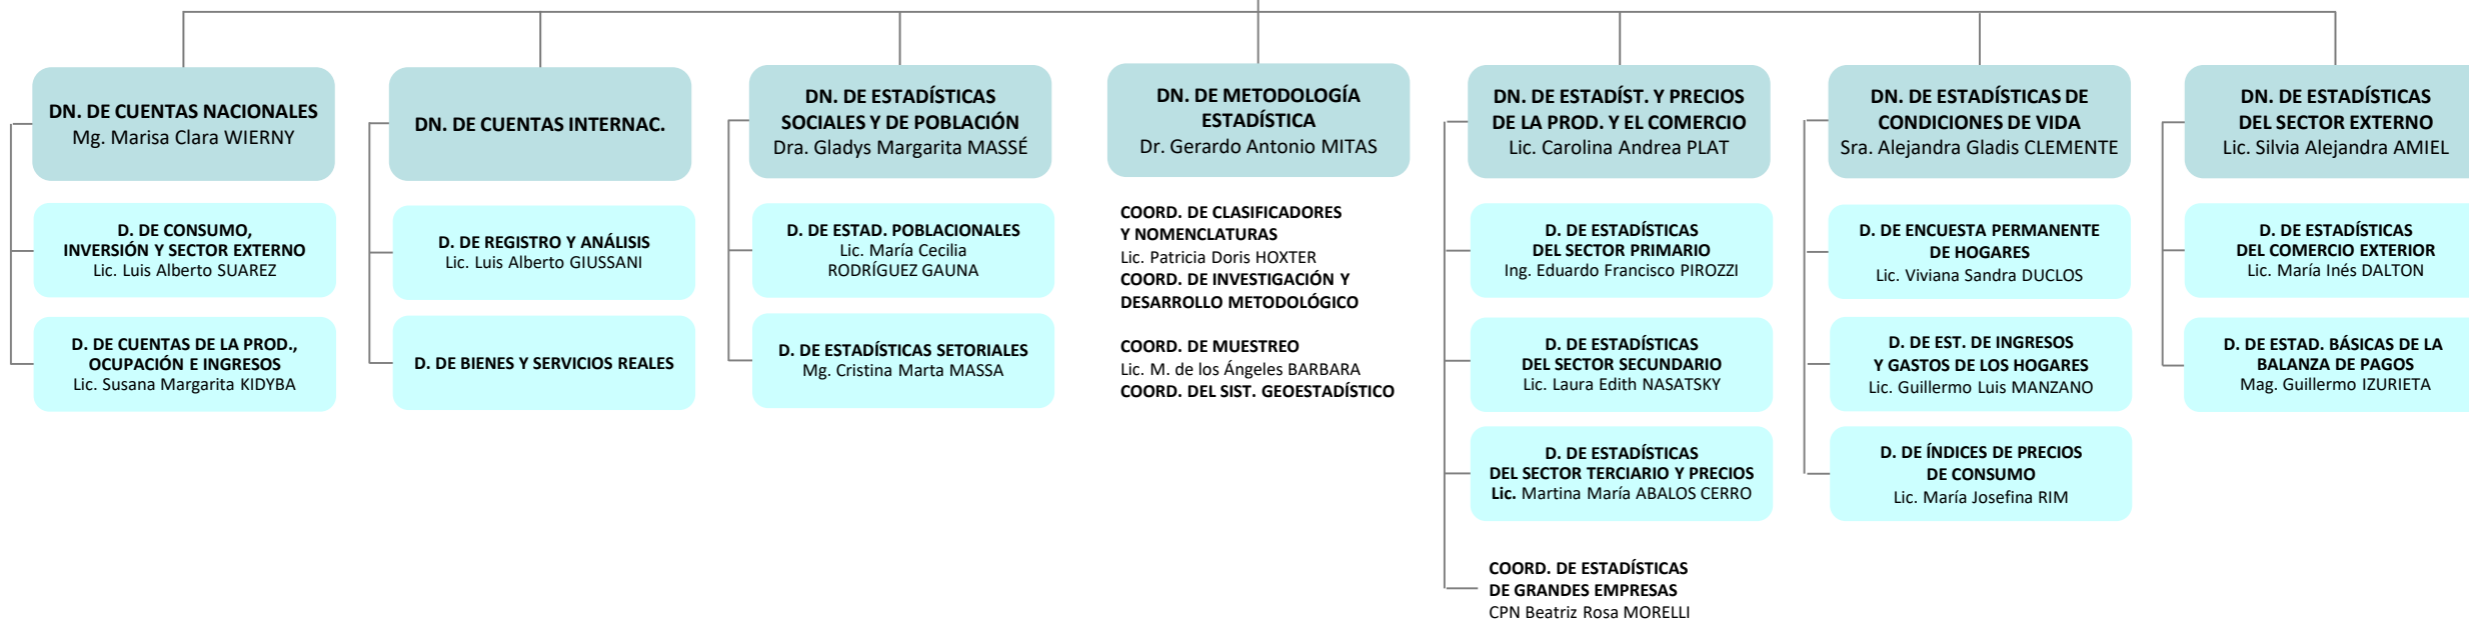 DN. DE CUENTAS NACIONALES
Mg. Marisa Clara WIERNY
D. DE CONSUMO,
INVERSIÓN Y SECTOR EXTERNO
Lic. Luis Alberto SUAREZ
D. DE CUENTAS DE LA PROD.,
OCUPACIÓN E INGRESOS
Lic. Susana Margarita KIDYBA
DN. DE CUENTAS INTERNAC.
D. DE REGISTRO Y ANÁLISIS
Lic. Luis Alberto GIUSSANI
D. DE BIENES Y SERVICIOS REALES
DN. DE ESTADÍSTICAS
SOCIALES Y DE POBLACIÓN
Dra. Gladys Margarita MASSÉ
D. DE ESTAD. POBLACIONALES
Lic. María Cecilia
RODRÍGUEZ GAUNA
D. DE ESTADÍSTICAS SETORIALES
Mg. Cristina Marta MASSA
DN. DE METODOLOGÍA
ESTADÍSTICA
Dr. Gerardo Antonio MITAS
COORD. DE CLASIFICADORES
Y NOMENCLATURAS
Lic. Patricia Doris HOXTER
COORD. DE INVESTIGACIÓN Y
DESARROLLO METODOLÓGICO
COORD. DE MUESTREO
Lic. M. de los Ángeles BARBARA
COORD. DEL SIST. GEOESTADÍSTICO
DN. DE ESTADÍST. Y PRECIOS
DE LA PROD. Y EL COMERCIO
Lic. Carolina Andrea PLAT
D. DE ESTADÍSTICAS
DEL SECTOR PRIMARIO
Ing. Eduardo Francisco PIROZZI
D. DE ESTADÍSTICAS
DEL SECTOR SECUNDARIO
Lic. Laura Edith NASATSKY
D. DE ESTADÍSTICAS
DEL SECTOR TERCIARIO Y PRECIOS
Lic. Martina María ABALOS CERRO
COORD. DE ESTADÍSTICAS
DE GRANDES EMPRESAS
CPN Beatriz Rosa MORELLI
DN. DE ESTADÍSTICAS DE
CONDICIONES DE VIDA
Sra. Alejandra Gladis CLEMENTE
D. DE ENCUESTA PERMANENTE
DE HOGARES
Lic. Viviana Sandra DUCLOS
D. DE EST. DE INGRESOS
Y GASTOS DE LOS HOGARES
Lic. Guillermo Luis MANZANO
D. DE ÍNDICES DE PRECIOS
DE CONSUMO
Lic. María Josefina RIM
DN. DE ESTADÍSTICAS
DEL SECTOR EXTERNO
Lic. Silvia Alejandra AMIEL
D. DE ESTADÍSTICAS
DEL COMERCIO EXTERIOR
Lic. María Inés DALTON
D. DE ESTAD. BÁSICAS DE LA
BALANZA DE PAGOS
Mag. Guillermo IZURIETA